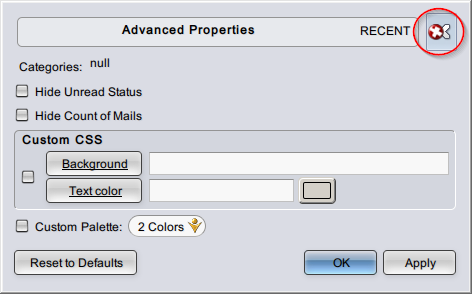 Advanced Properties RECENT
Categories: null
Hide Unread Status
Hide Count of Mails
Custom CSS
Background
Text color
Custom Palette: 2 Colors
Reset to Defaults OK Apply